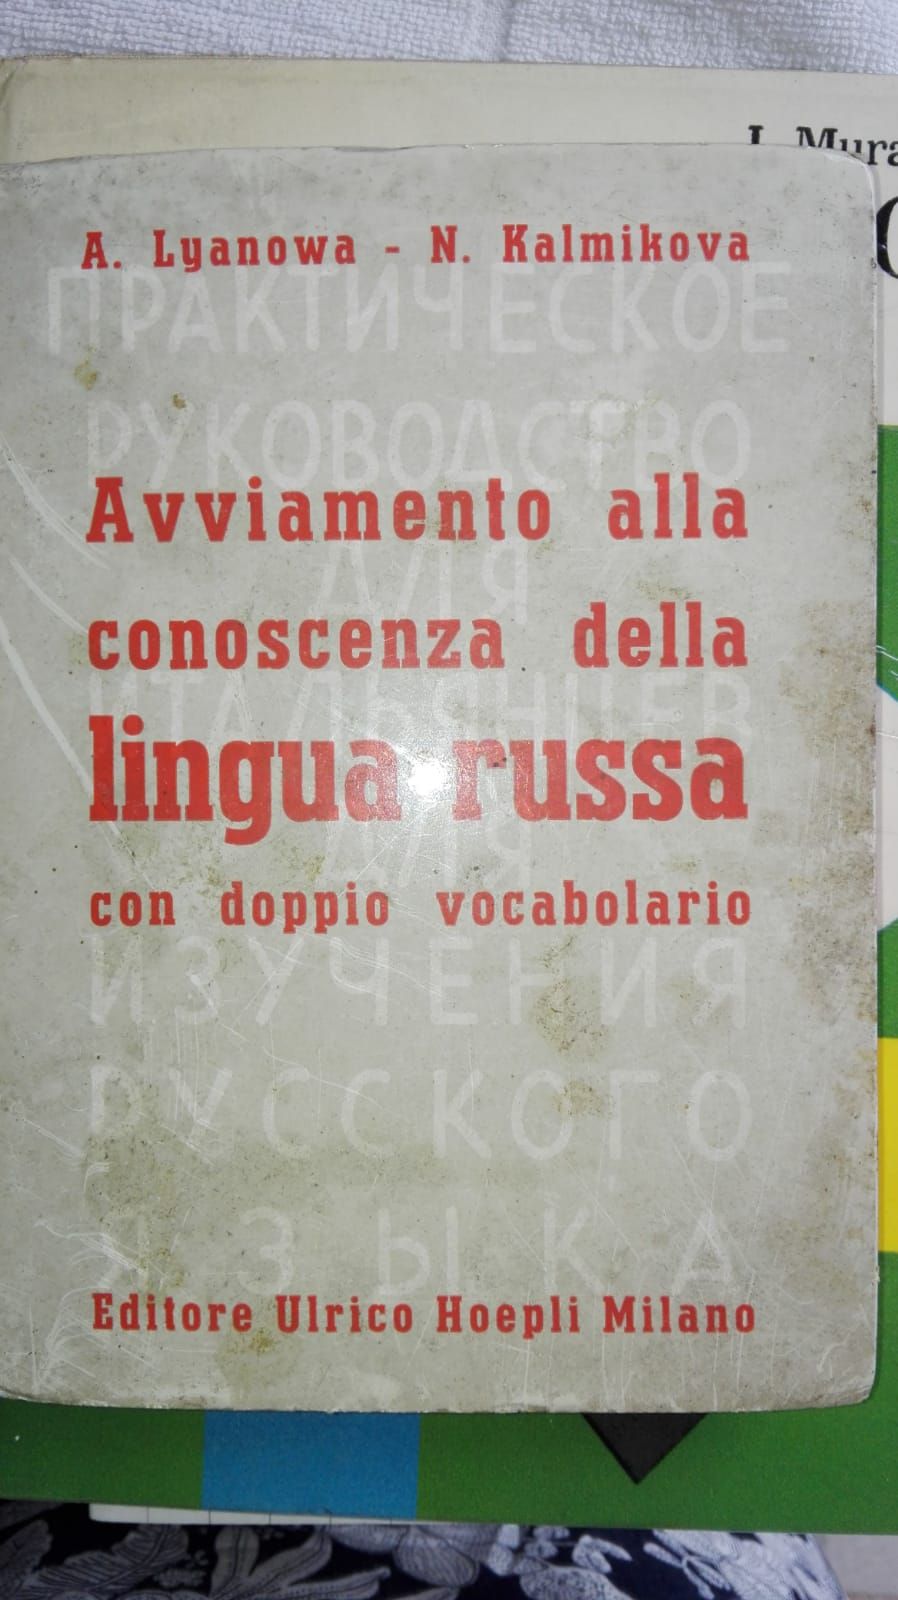 A. Lyanowa - N. Kalmikova
ПРАКТИЧЕСКОЕ
РУКОВОДСТВО
Avviamento alla
ДЛЯ
conoscenza della
ИТАЛЬЯНЦЕВ
lingua russa
ДЛЯ
con doppio vocabolario
ИЗУЧЕНИЯ
РУССКОГО
ЯЗЫКА
Editore Ulrico Hoepli Milano